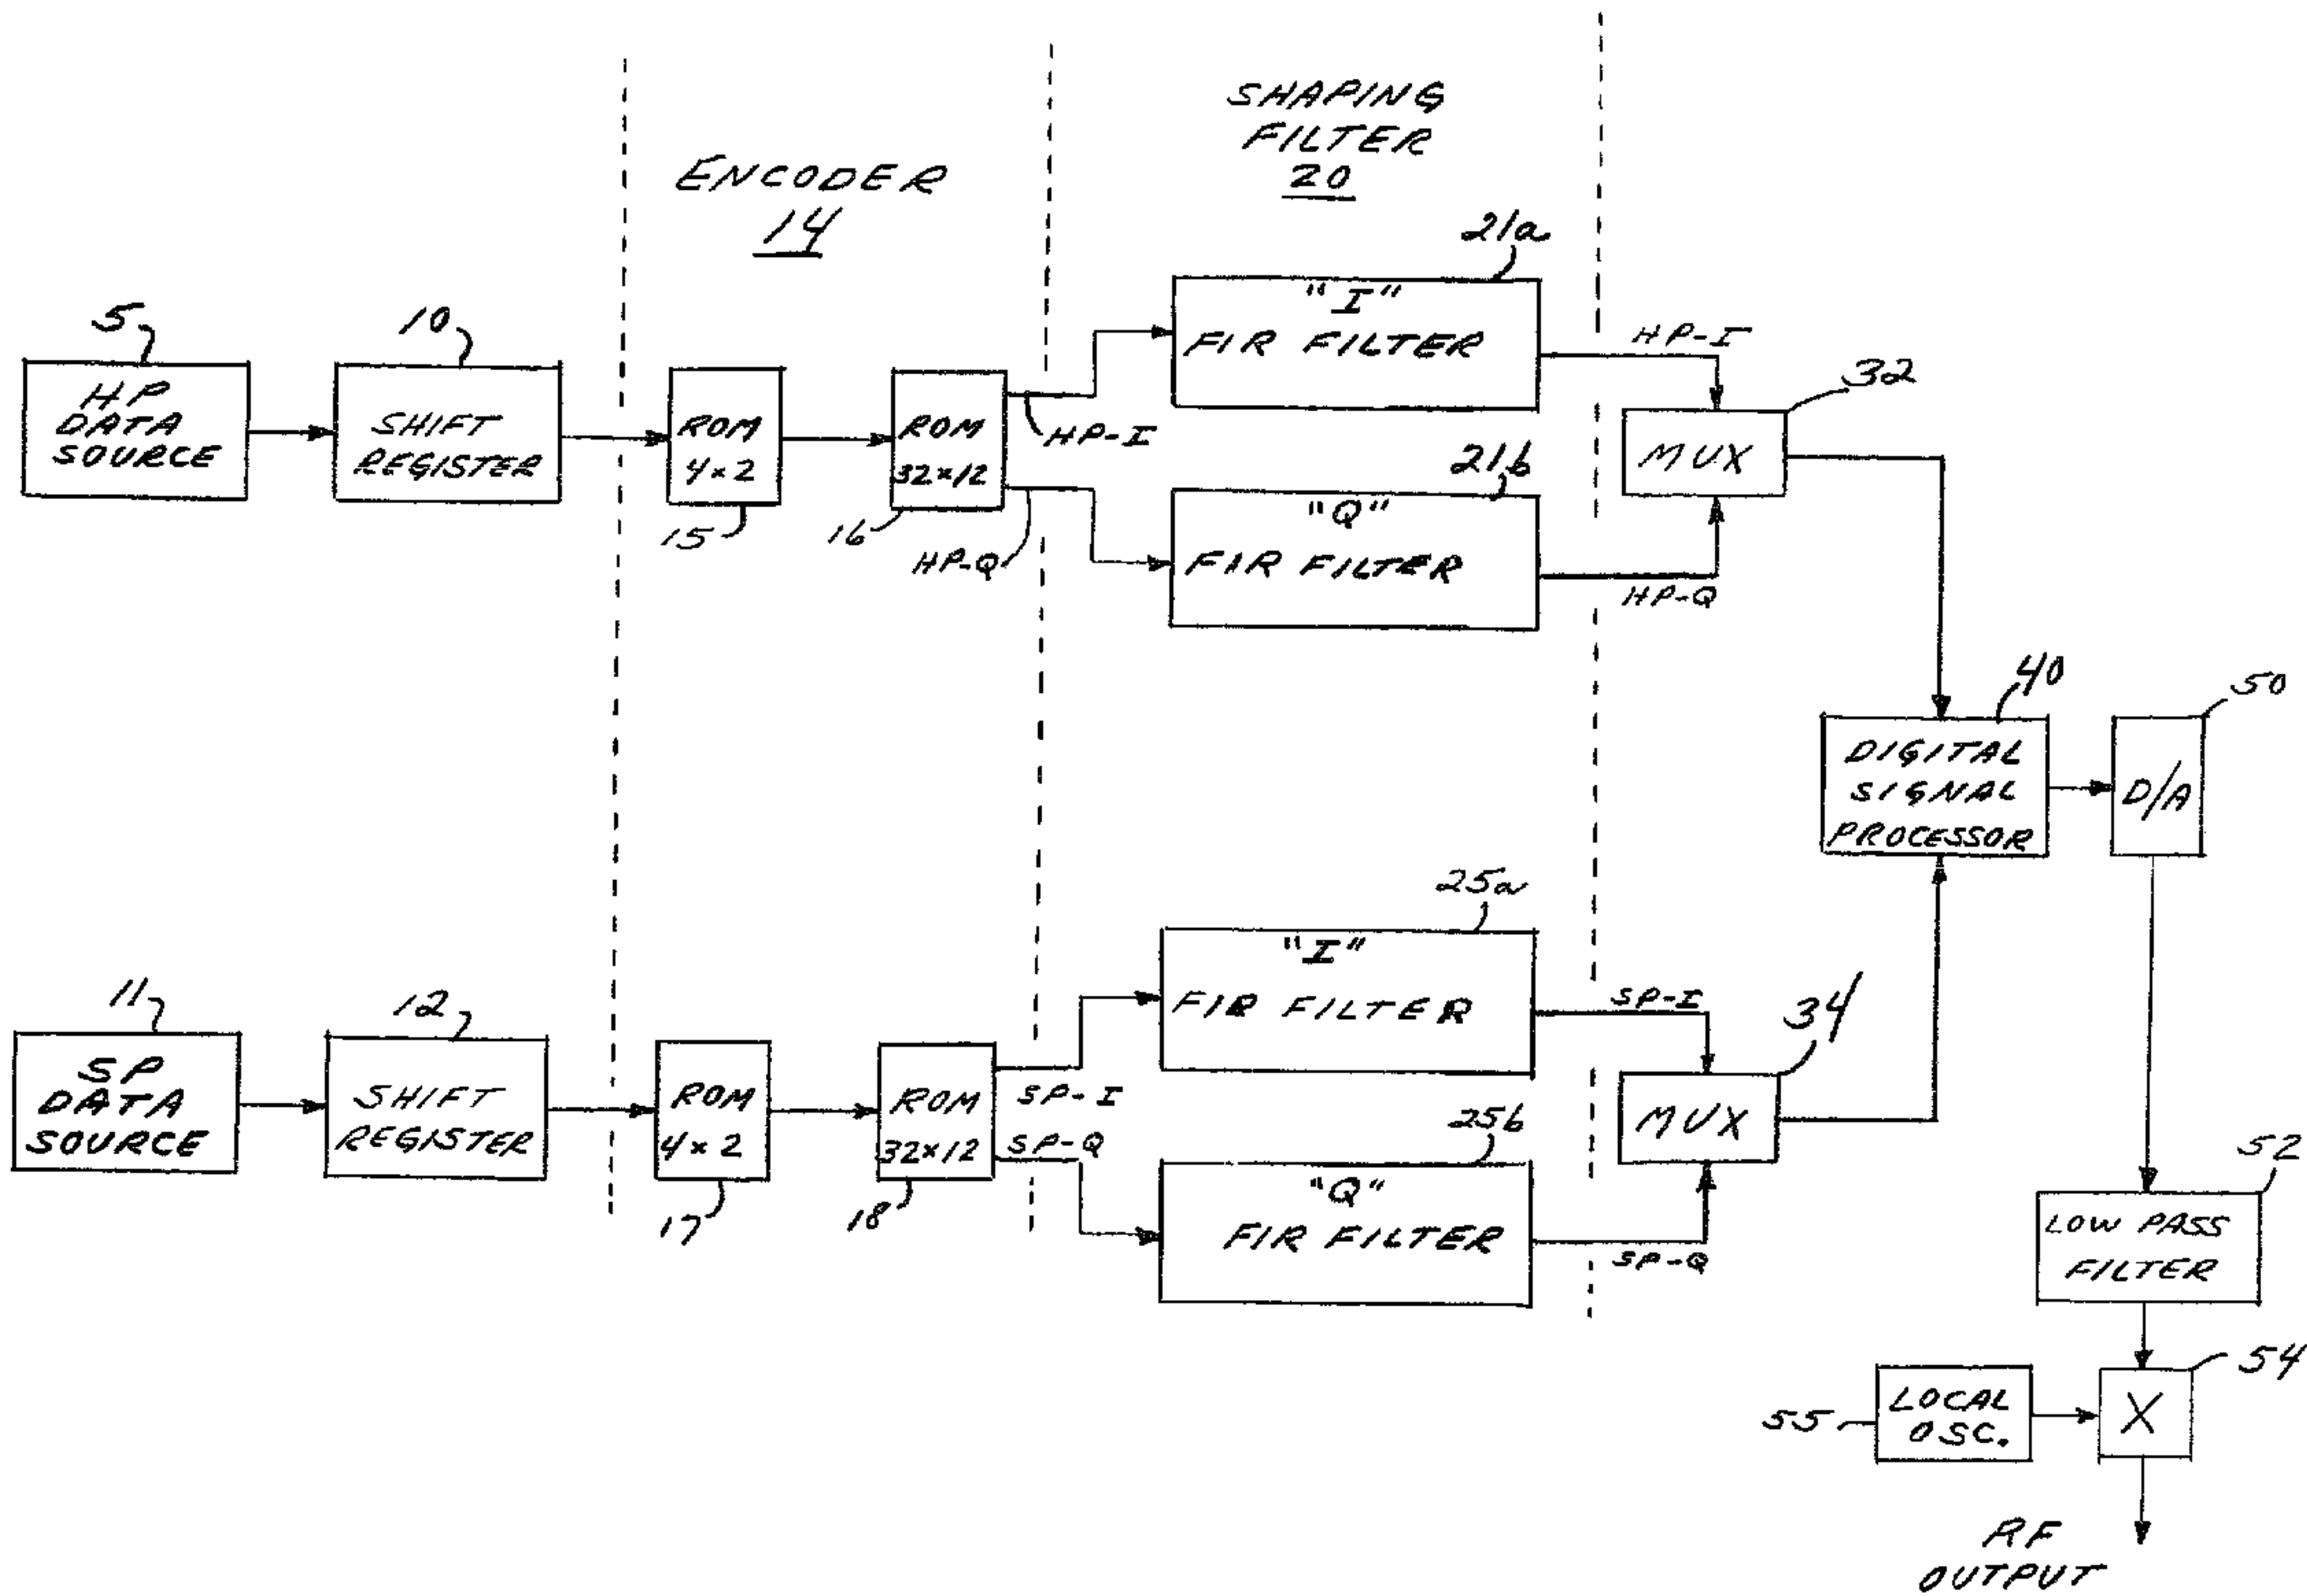 SHAPING
FILTER
20
ENCODER
14
21a
5
10
"I"
FIR FILTER
HP-I
32
HP
DATA
SOURCE
SHIFT
REGISTER
ROM
4×2
ROM
32×12
HP-I
MUX
21b
15
16
HP-Q
"Q"
FIR FILTER
HP-Q
40
50
DIGITAL
SIGNAL
PROCESSOR
D/A
25a
11
12
"I"
FIR FILTER
SP-I
34
SP
DATA
SOURCE
SHIFT
REGISTER
ROM
4×2
ROM
32×12
SP-I
SP-Q
MUX
25b
17
18
"Q"
FIR FILTER
SP-Q
52
LOW PASS
FILTER
54
55
LOCAL
OSC.
X
RF
OUTPUT